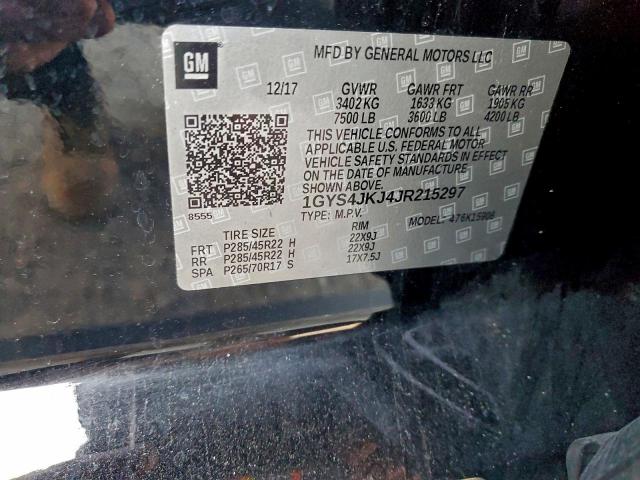 GM
MFD BY GENERAL MOTORS LLC
12/17 GVWR GAWR FRT GAWR RR
3402 KG 1633 KG 1905 KG
7500 LB 3600 LB 4200 LB
THIS VEHICLE CONFORMS TO ALL
APPLICABLE U.S. FEDERAL MOTOR
VEHICLE SAFETY STANDARDS IN EFFECT
ON THE DATE OF MANUFACTURE
SHOWN ABOVE.
1GYS4JKJ4JR215297
8555 TYPE: M.P.V. MODEL: 476K15908
TIRE SIZE RIM
FRT P285/45R22 H 22X9J
RR P285/45R22 H 22X9J
SPA P265/70R17 S 17X7.5J